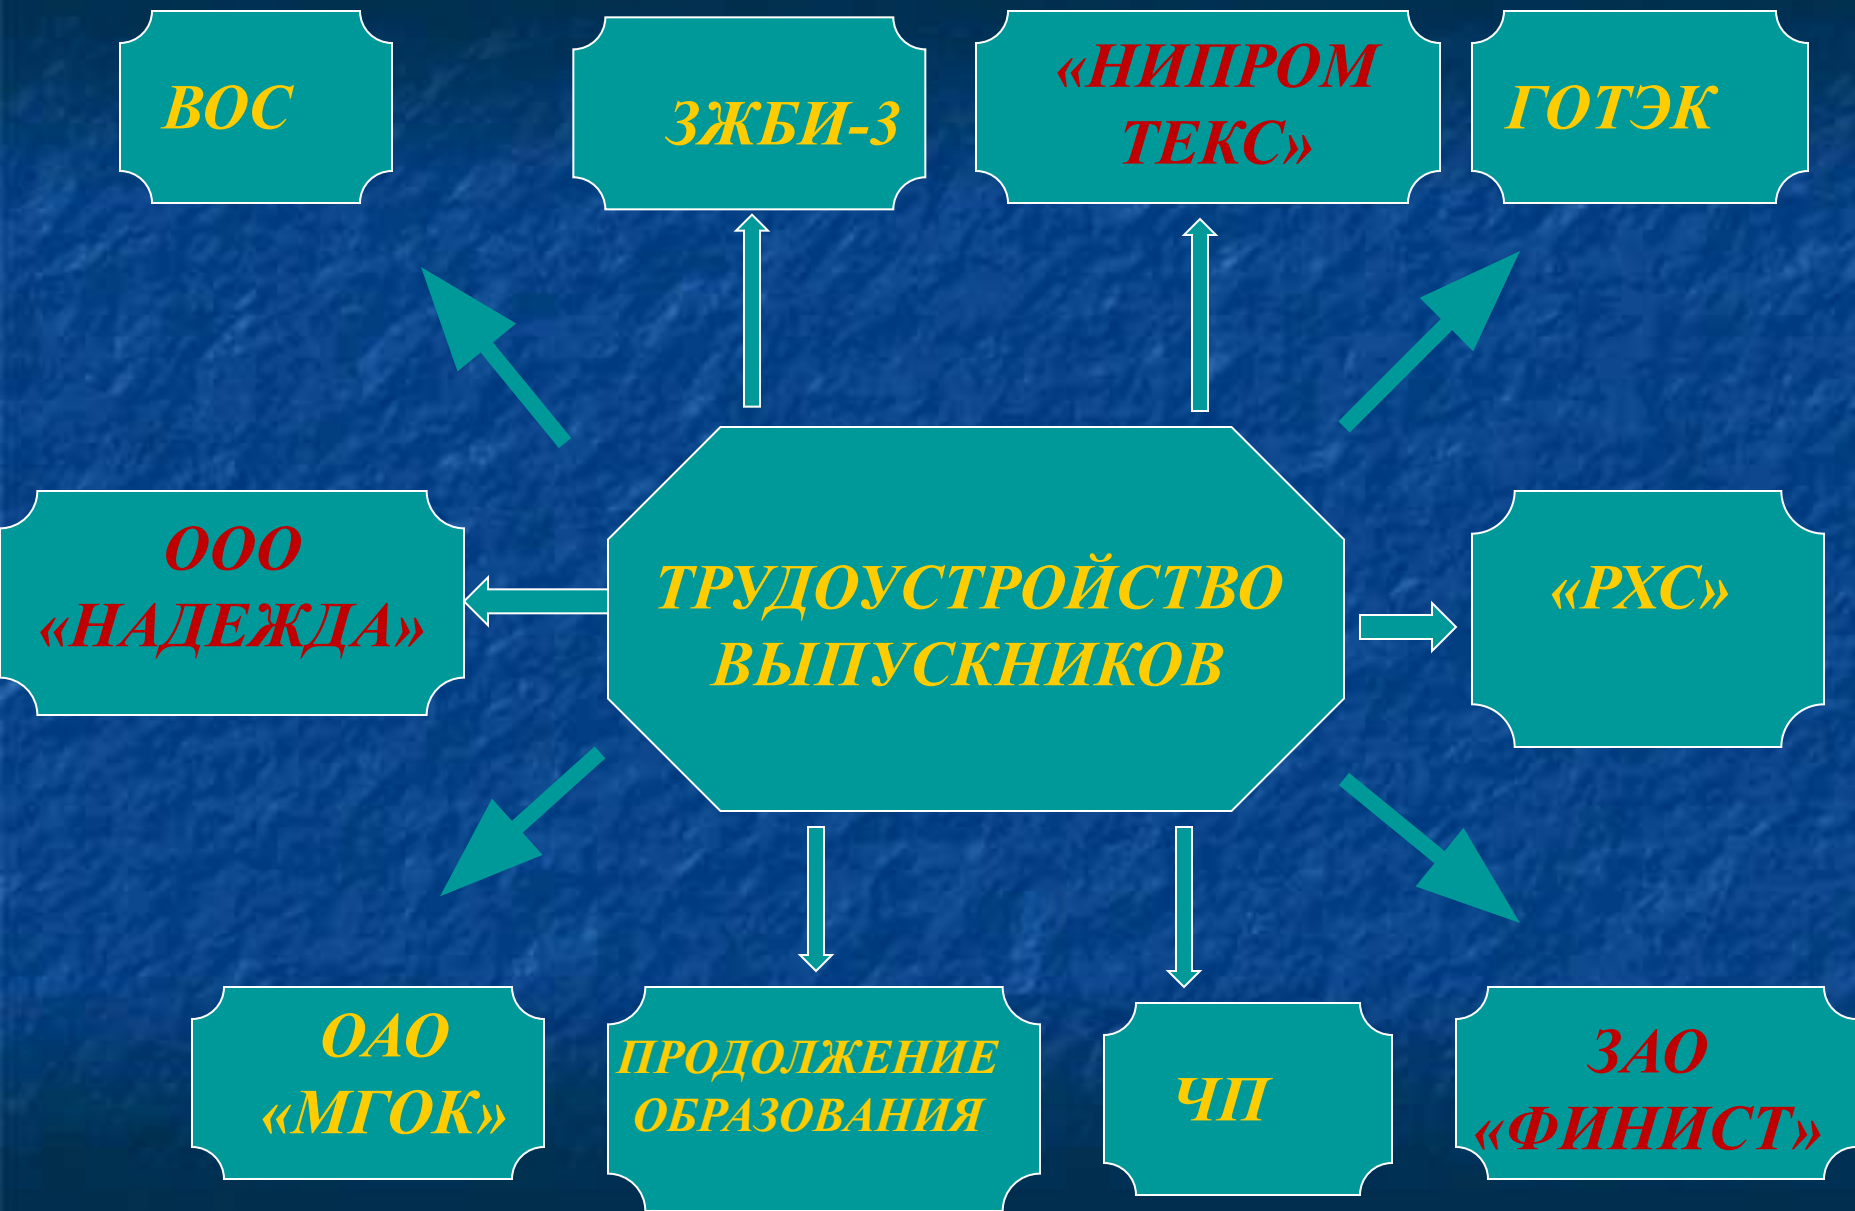 ВОС
ЗЖБИ-3
«НИПРОМ
ТЕКС»
ГОТЭК
ООО
«НАДЕЖДА»
ТРУДОУСТРОЙСТВО
ВЫПУСКНИКОВ
«РХС»
ОАО
«МГОК»
ПРОДОЛЖЕНИЕ
ОБРАЗОВАНИЯ
ЧП
ЗАО
«ФИНИСТ»